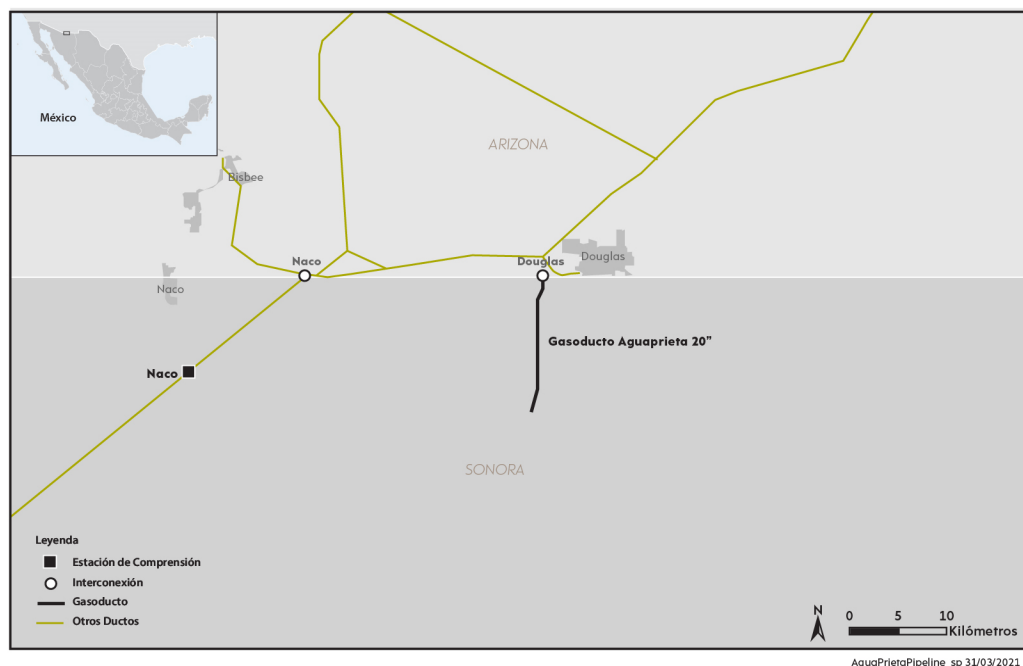 México
ARIZONA
Bisbee
Naco
Douglas
Douglas
Naco
Gasoducto Aguaprieta 20"
Naco
SONORA
Leyenda
Estación de Comprensión
Interconexión
Gasoducto
Otros Ductos
N
0 5 10
Kilómetros
AguaPrietaPipeline_sp 31/03/2021